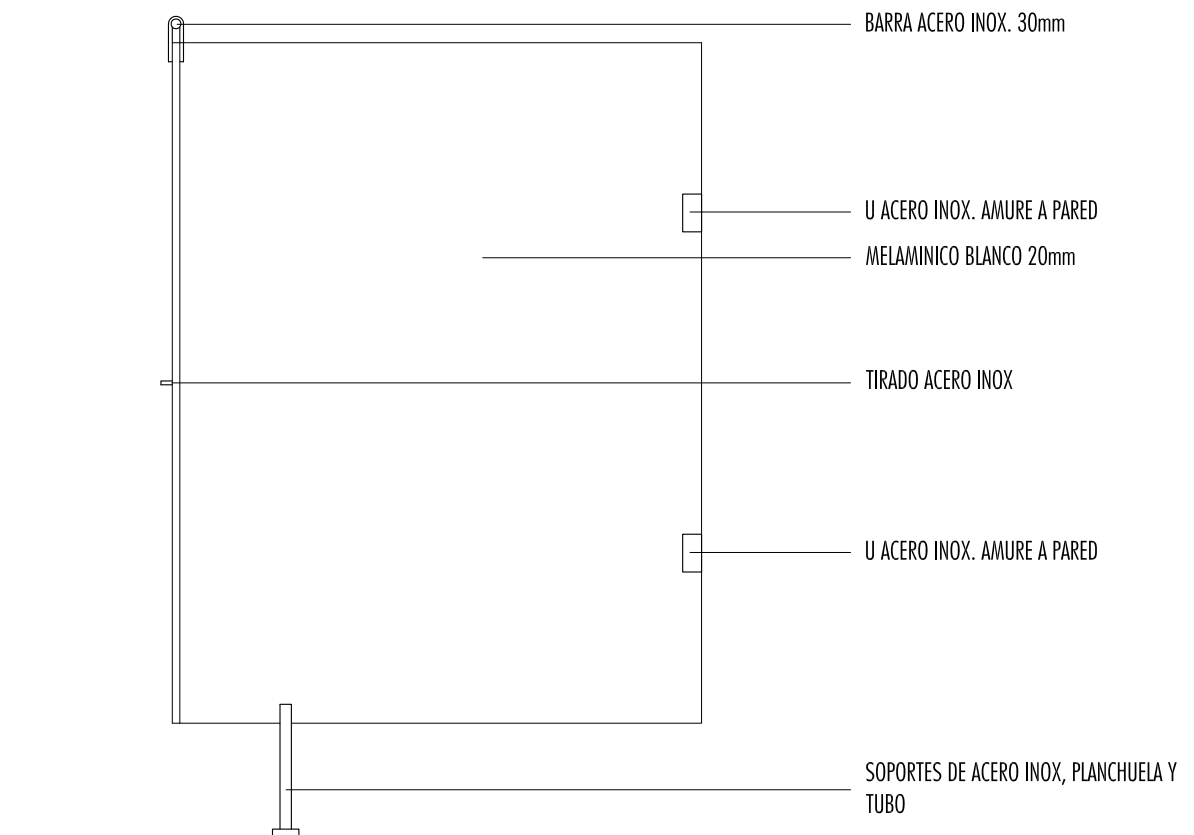 BARRA ACERO INOX. 30mm
U ACERO INOX. AMURE A PARED
MELAMINICO BLANCO 20mm
TIRADO ACERO INOX
U ACERO INOX. AMURE A PARED
SOPORTES DE ACERO INOX, PLANCHUELA Y
TUBO